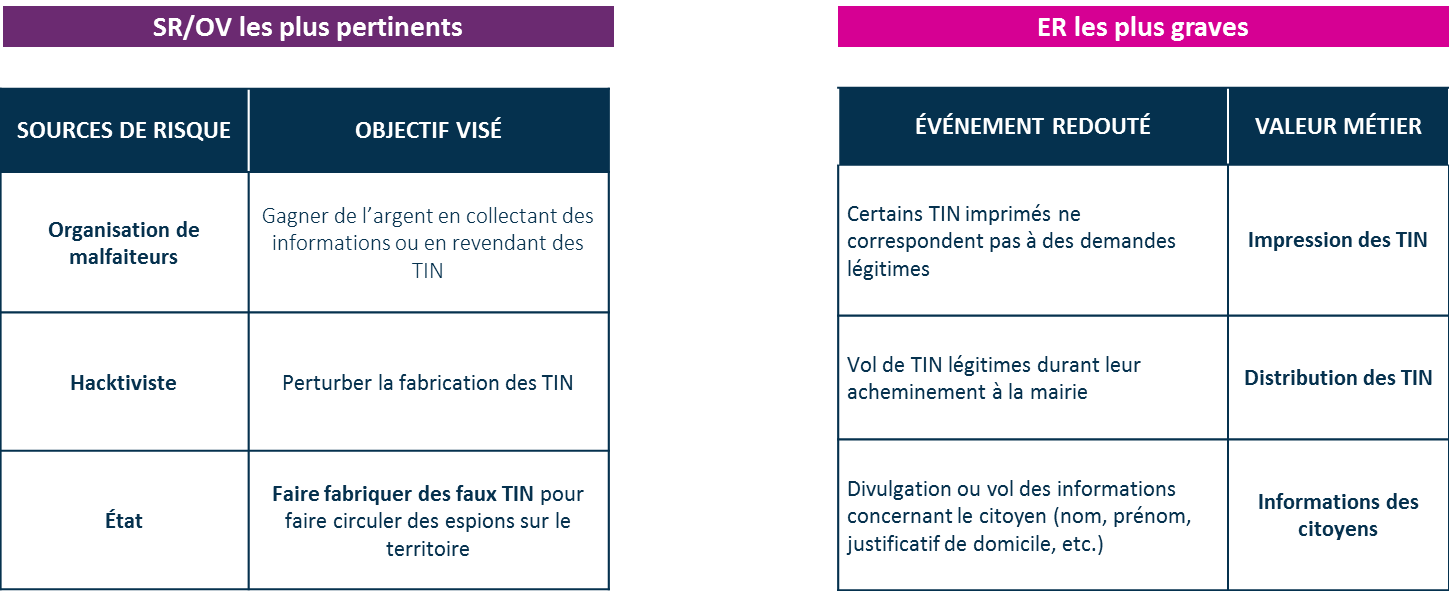 SR/OV les plus pertinents
SOURCES DE RISQUE
OBJECTIF VISÉ
Organisation de
malfaiteurs
Gagner de l’argent en collectant des
informations ou en revendant des
TIN
Hacktiviste
Perturber la fabrication des TIN
État
Faire fabriquer des faux TIN pour
faire circuler des espions sur le
territoire
ER les plus graves
ÉVÉNEMENT REDOUTÉ
VALEUR MÉTIER
Certains TIN imprimés ne
correspondent pas à des demandes
légitimes
Impression des TIN
Vol de TIN légitimes durant leur
acheminement à la mairie
Distribution des TIN
Divulgation ou vol des informations
concernant le citoyen (nom, prénom,
justificatif de domicile, etc.)
Informations des
citoyens